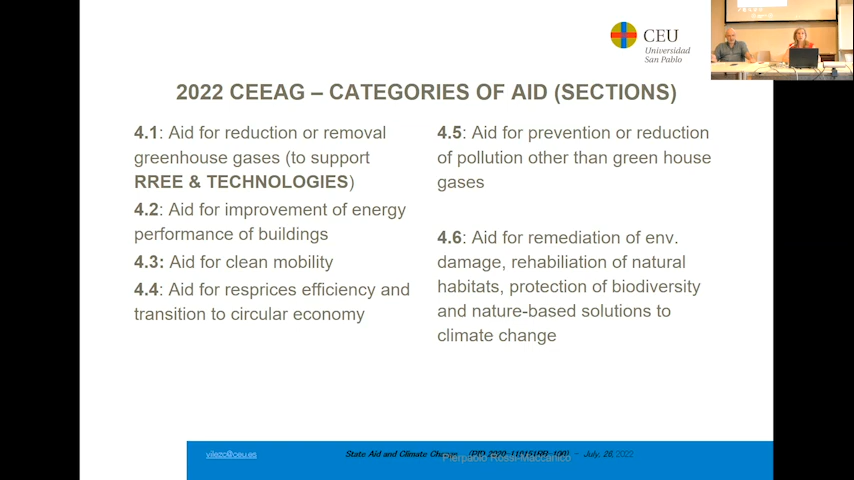 CEU
Universidad
San Pablo
2022 CEEAG – CATEGORIES OF AID (SECTIONS)
4.1: Aid for reduction or removal
greenhouse gases (to support
RREE & TECHNOLOGIES)
4.2: Aid for improvement of energy
performance of buildings
4.3: Aid for clean mobility
4.4: Aid for resprices efficiency and
transition to circular economy
4.5: Aid for prevention or reduction
of pollution other than green house
gases
4.6: Aid for remediation of env.
damage, rehabiliation of natural
habitats, protection of biodiversity
and nature-based solutions to
climate change
vilezc@ceu.es
State Aid and Climate Change – July, 26, 2022
Pierpaolo Rossi-Maccanico